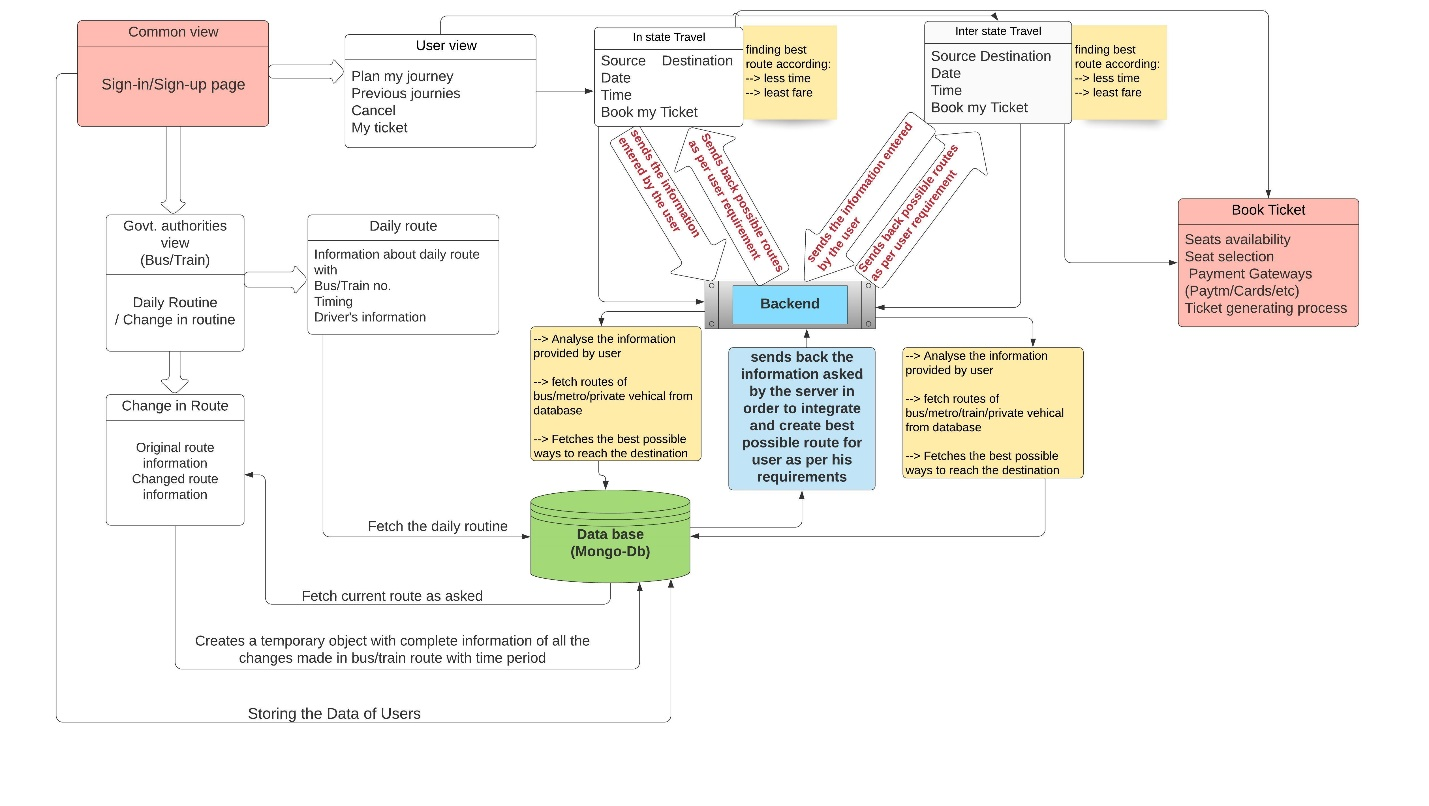 Common view
Sign-in/Sign-up page
User view
Plan my journey
Previous journies
Cancel
My ticket
In state Travel
Source Destination
Date
Time
Book my Ticket
finding best
route according:
--> less time
--> least fare
Inter state Travel
Source Destination
Date
Time
Book my Ticket
finding best
route according:
--> less time
--> least fare
sends the information
entered by the user
Sends back possible routes
as per user requirement
sends the information entered
by the user
Sends back possible routes
as per user requirement
Book Ticket
Seats availability
Seat selection
Payment Gateways
(Paytm/Cards/etc)
Ticket generating process
Govt. authorities
view
(Bus/Train)
Daily Routine
/ Change in routine
Daily route
Information about daily route
with
Bus/Train no.
Timing
Driver's information
Backend
--> Analyse the information
provided by user
--> fetch routes of
bus/metro/private vehical from
database
--> Fetches the best possible
ways to reach the destination
sends back the
information asked
by the server in
order to integrate
and create best
possible route for
user as per his
requirements
--> Analyse the information
provided by user
--> fetch routes of
bus/metro/train/private vehical
from database
--> Fetches the best possible
ways to reach the destination
Change in Route
Original route
information
Changed route
information
Fetch the daily routine
Data base
(Mongo-Db)
Fetch current route as asked
Creates a temporary object with complete information of all the
changes made in bus/train route with time period
Storing the Data of Users